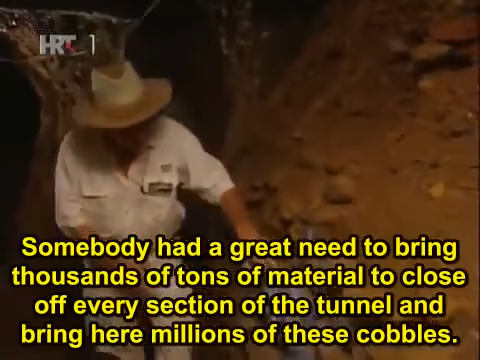 HRT 1
Somebody had a great need to bring
thousands of tons of material to close
off every section of the tunnel and
bring here millions of these cobbles.